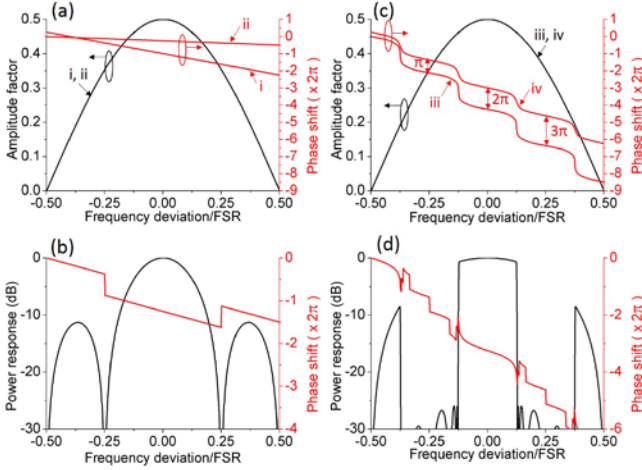 (a)
Amplitude factor
0.5
0.4
0.3
0.2
0.1
0.0
i, ii
ii
i
1
0
-1
-2
-3
-4
-5
-6
-7
-8
-9
Phase shift ( × 2π )
-0.50 -0.25 0.00 0.25 0.50
Frequency deviation/FSR
(c)
Amplitude factor
0.5
0.4
0.3
0.2
0.1
0.0
iii, iv
π
iii
2π
iv
3π
1
0
-1
-2
-3
-4
-5
-6
-7
-8
-9
Phase shift ( × 2π )
-0.50 -0.25 0.00 0.25 0.50
Frequency deviation/FSR
(b)
Power response (dB)
0
-10
-20
-30
0
-1
-2
-3
-4
Phase shift ( × 2π )
-0.50 -0.25 0.00 0.25 0.50
Frequency deviation/FSR
(d)
Power response (dB)
0
-10
-20
-30
0
-1
-2
-3
-4
-5
-6
Phase shift ( × 2π )
-0.50 -0.25 0.00 0.25 0.50
Frequency deviation/FSR